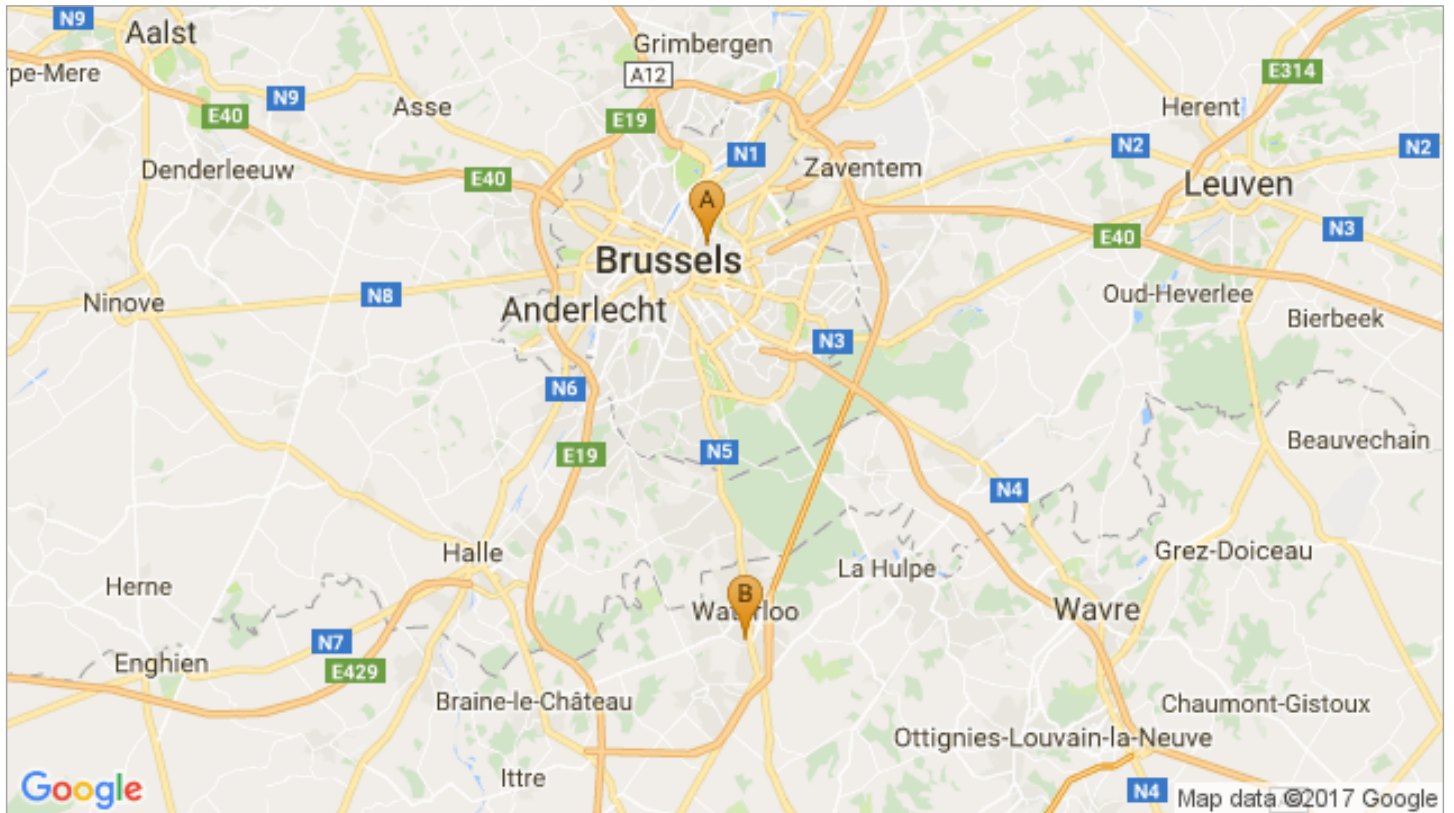 N9
Aalst
Grimbergen
rpe-Mere
A12
E314
N9
Asse
Herent
E40
E19
N1
N2
N2
Denderleeuw
Zaventem
E40
Leuven
A
N3
E40
Brussels
N8
Oud-Heverlee
Ninove
Anderlecht
Bierbeek
N3
N6
Beauvechain
N5
E19
N4
Halle
Grez-Doiceau
La Hulpe
Herne
B
Waterloo
Wavre
N7
Enghien
E429
Braine-le-Château
Chaumont-Gistoux
Ottignies-Louvain-la-Neuve
Ittre
Google
N4
Map data ©2017 Google